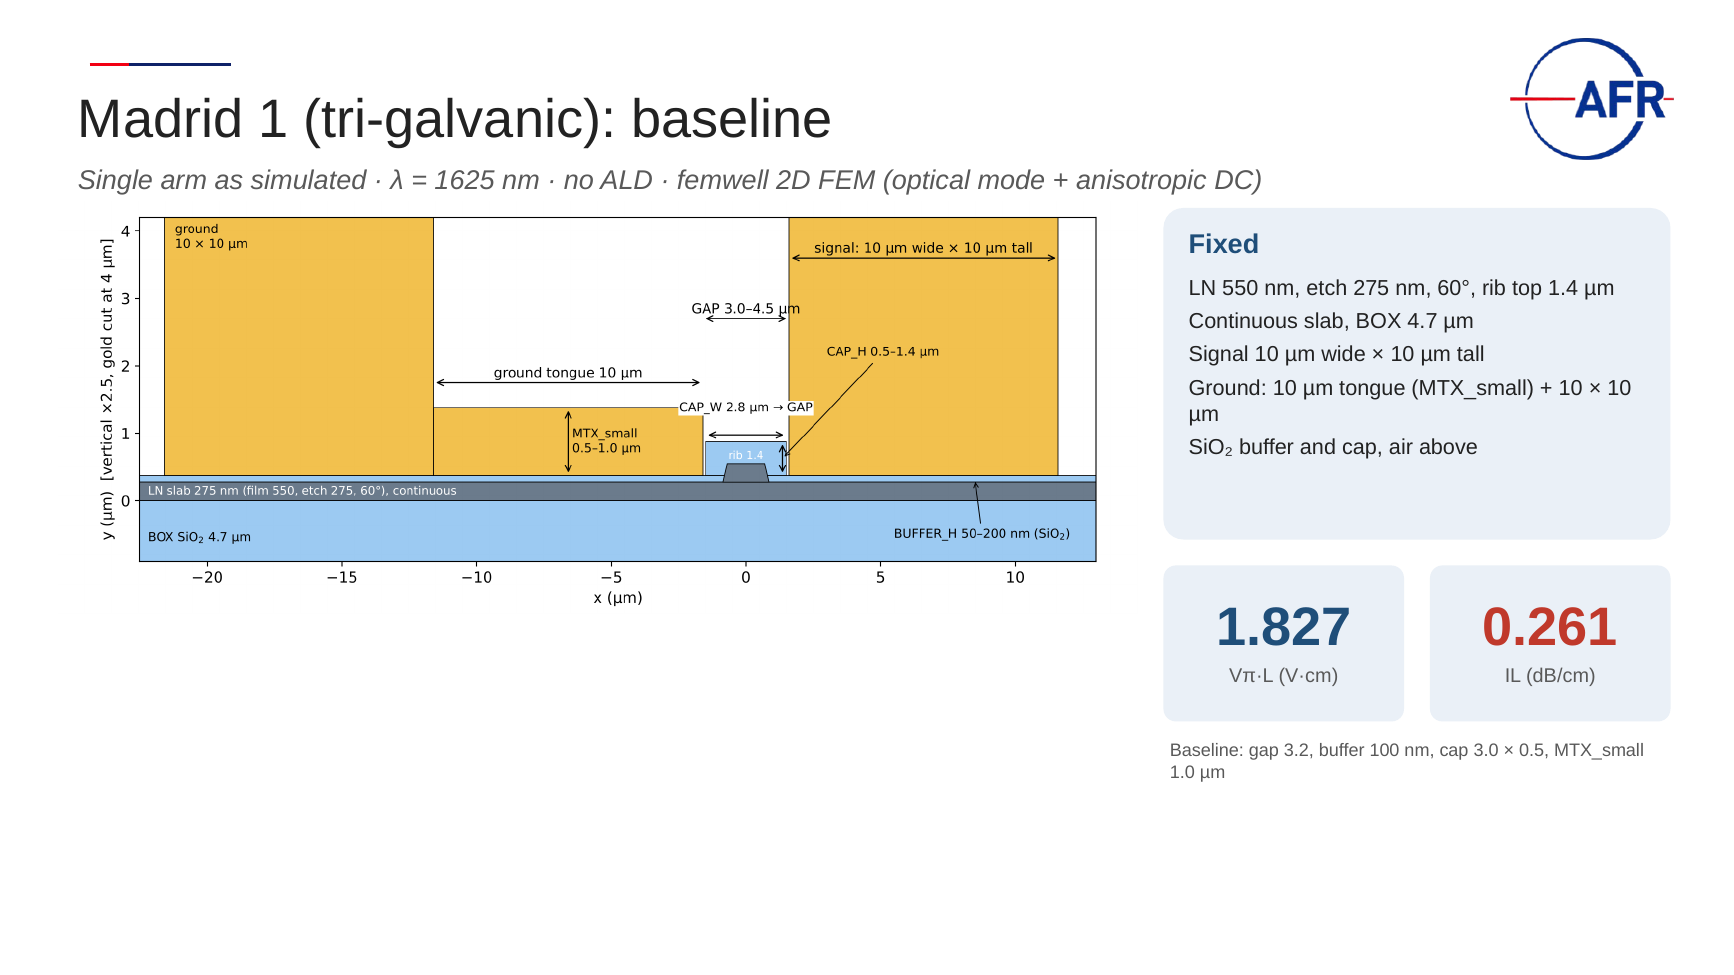 AFR
Madrid 1 (tri-galvanic): baseline
Single arm as simulated · λ = 1625 nm · no ALD · femwell 2D FEM (optical mode + anisotropic DC)
y (µm) [vertical ×2.5, gold cut at 4 µm]
4
3
2
1
0
ground
10 × 10 µm
signal: 10 µm wide × 10 µm tall
GAP 3.0–4.5 µm
CAP_H 0.5–1.4 µm
ground tongue 10 µm
CAP_W 2.8 µm → GAP
MTX_small
0.5–1.0 µm
rib 1.4
LN slab 275 nm (film 550, etch 275, 60°), continuous
BOX SiO₂ 4.7 µm
BUFFER_H 50–200 nm (SiO₂)
−20 −15 −10 −5 0 5 10
x (µm)
Fixed
LN 550 nm, etch 275 nm, 60°, rib top 1.4 µm
Continuous slab, BOX 4.7 µm
Signal 10 µm wide × 10 µm tall
Ground: 10 µm tongue (MTX_small) + 10 × 10
µm
SiO₂ buffer and cap, air above
1.827
Vπ·L (V·cm)
0.261
IL (dB/cm)
Baseline: gap 3.2, buffer 100 nm, cap 3.0 × 0.5, MTX_small
1.0 µm